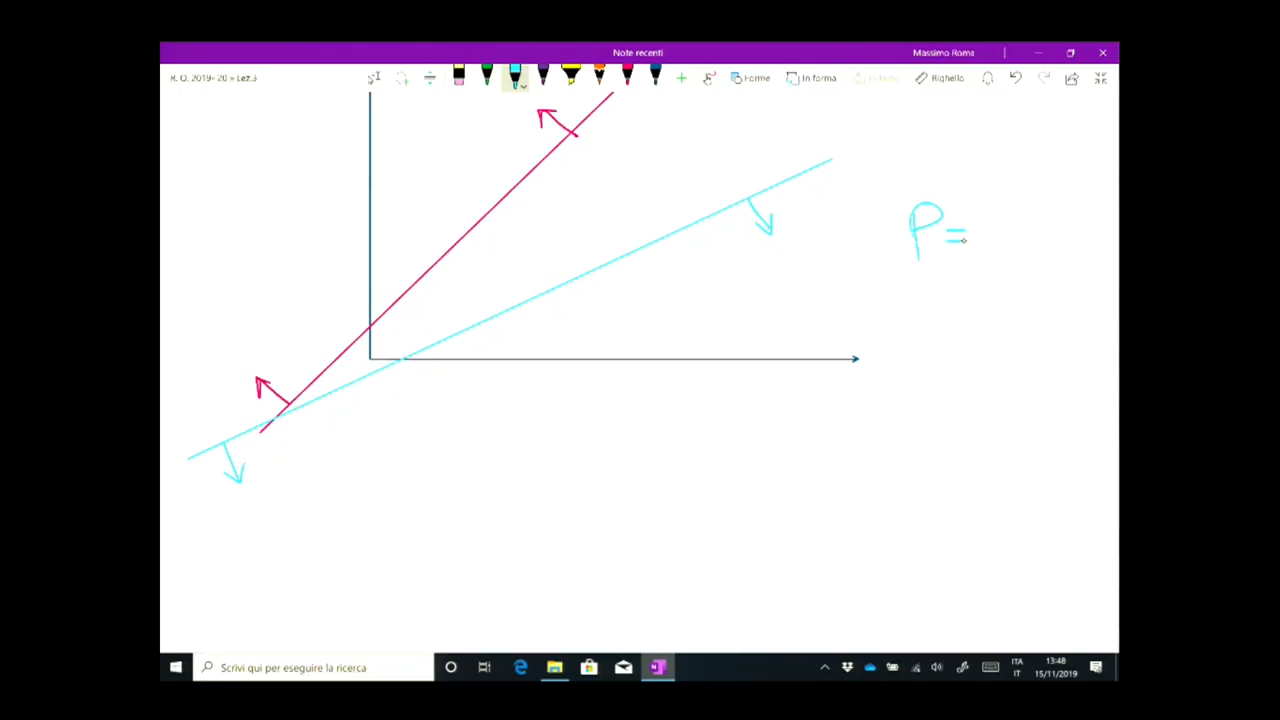 Note recenti
Massimo Roma
R. O. 2019- 20 = Lez.3
Forme
In forma
Righello
P=
Scrivi qui per eseguire la ricerca
ITA
IT
13:48
15/11/2019